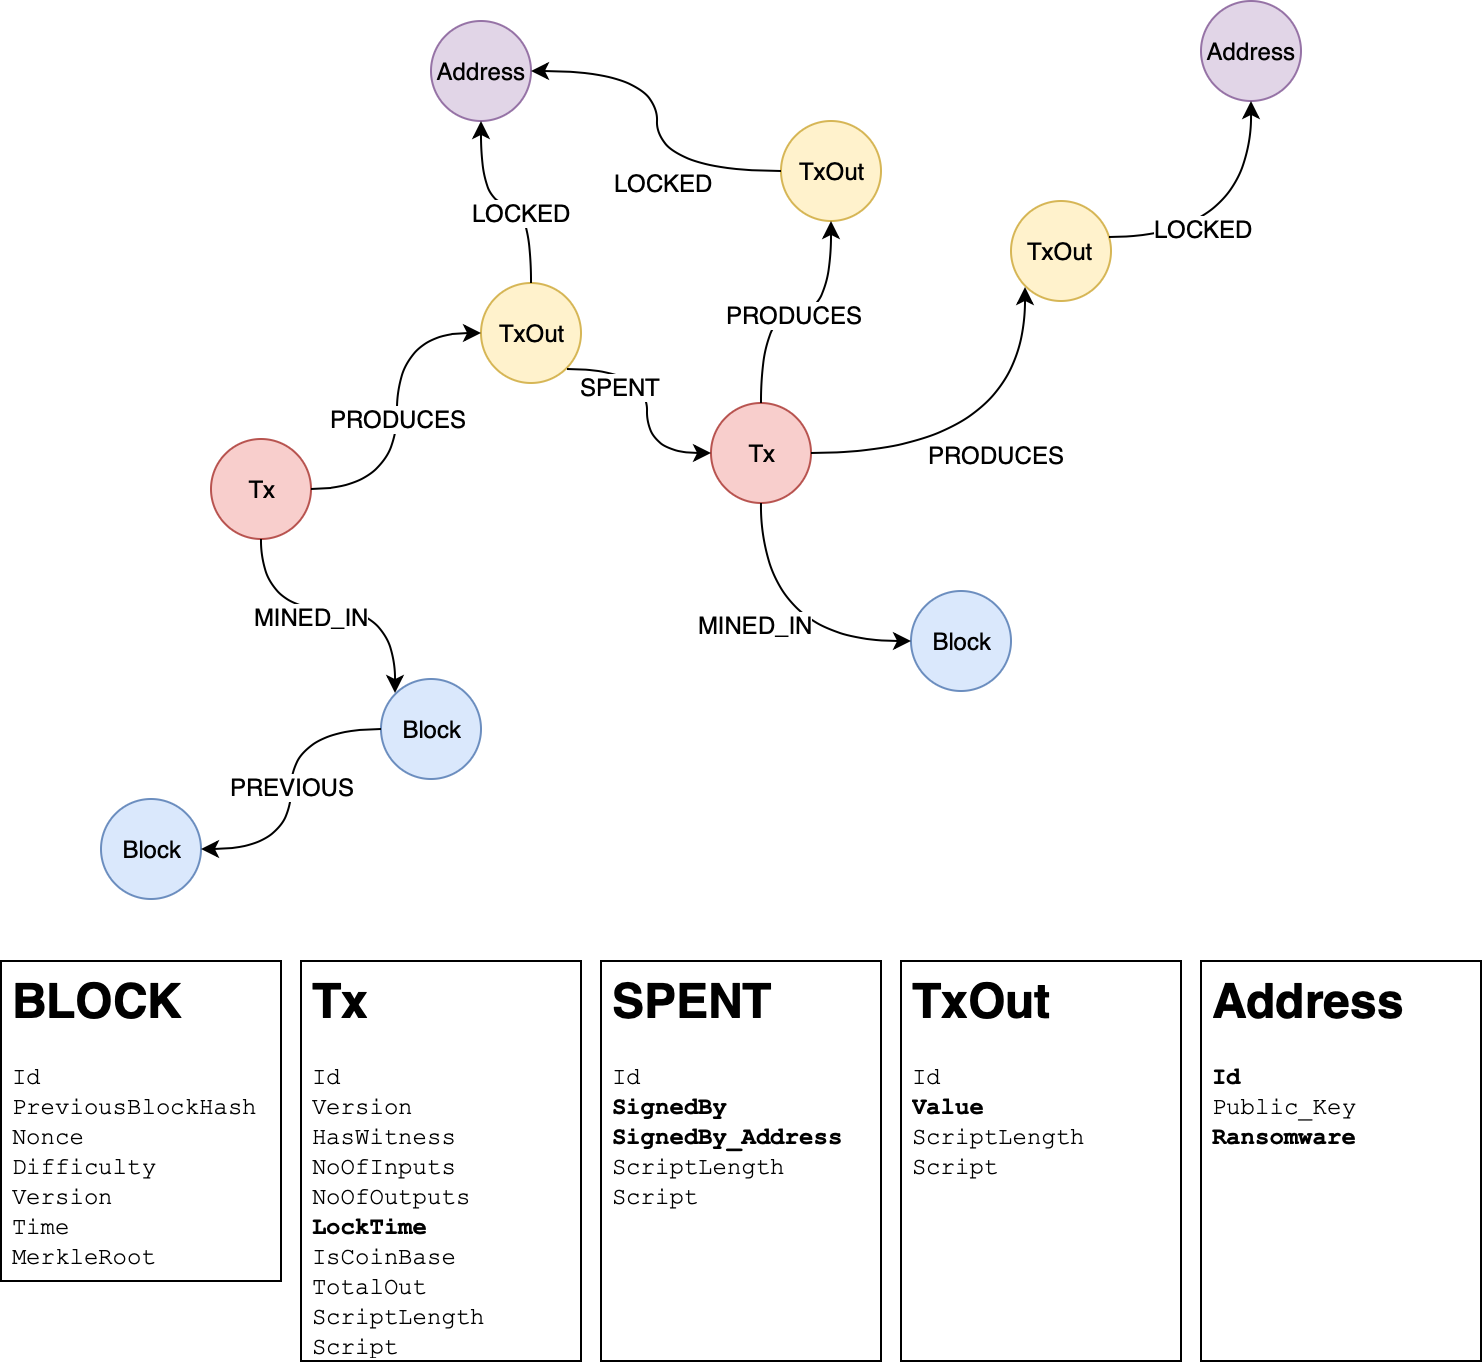 Address
Address
TxOut
LOCKED
LOCKED
LOCKED
TxOut
PRODUCES
TxOut
SPENT
PRODUCES
Tx
PRODUCES
Tx
MINED_IN
MINED_IN
Block
Block
PREVIOUS
Block
BLOCK
Id
PreviousBlockHash
Nonce
Difficulty
Version
Time
MerkleRoot
Tx
Id
Version
HasWitness
NoOfInputs
NoOfOutputs
LockTime
IsCoinBase
TotalOut
ScriptLength
Script
SPENT
Id
SignedBy
SignedBy_Address
ScriptLength
Script
TxOut
Id
Value
ScriptLength
Script
Address
Id
Public_Key
Ransomware